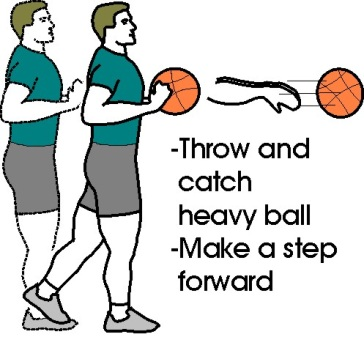 -Throw and
catch
heavy ball
-Make a step
forward